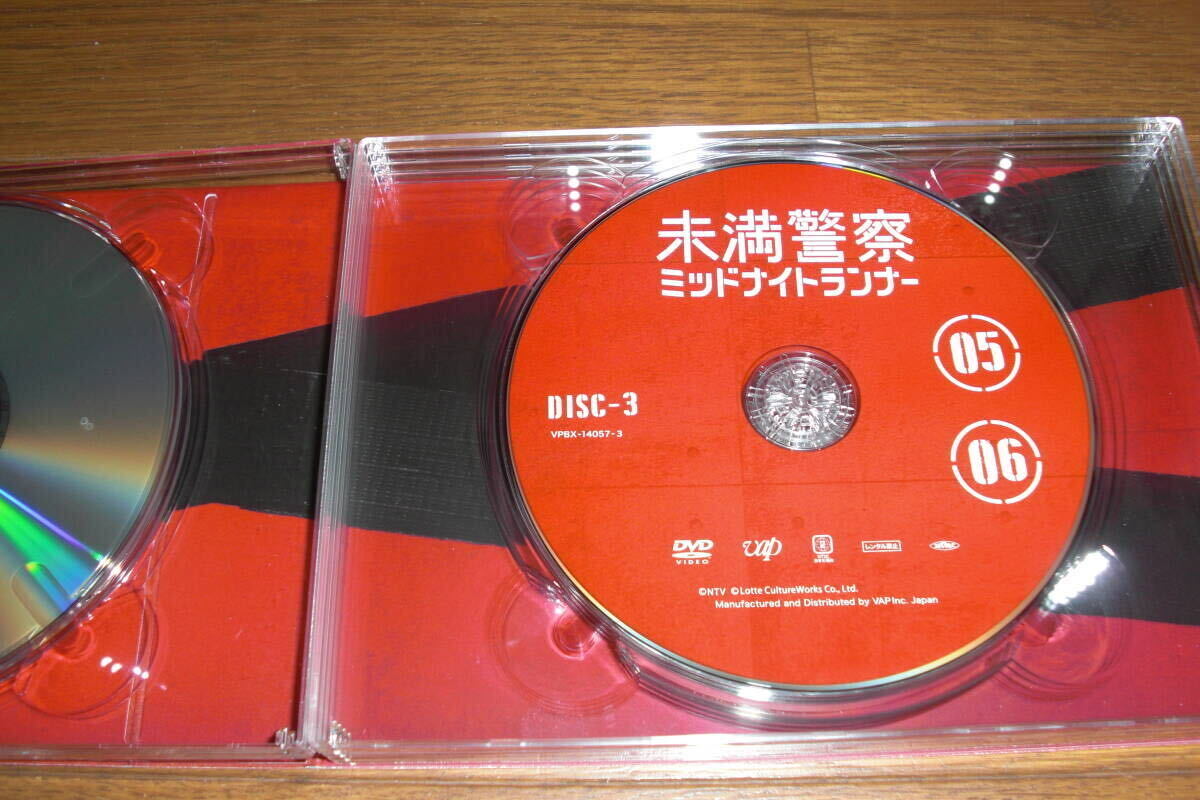 未満警察
ミッドナイトランナー
05
DISC-3
VPBX-14057-3
06
DVD
VIDEO
vap
レンタル禁止
©NTV ©Lotte CultureWorks Co., Ltd.
Manufactured and Distributed by VAP Inc. Japan